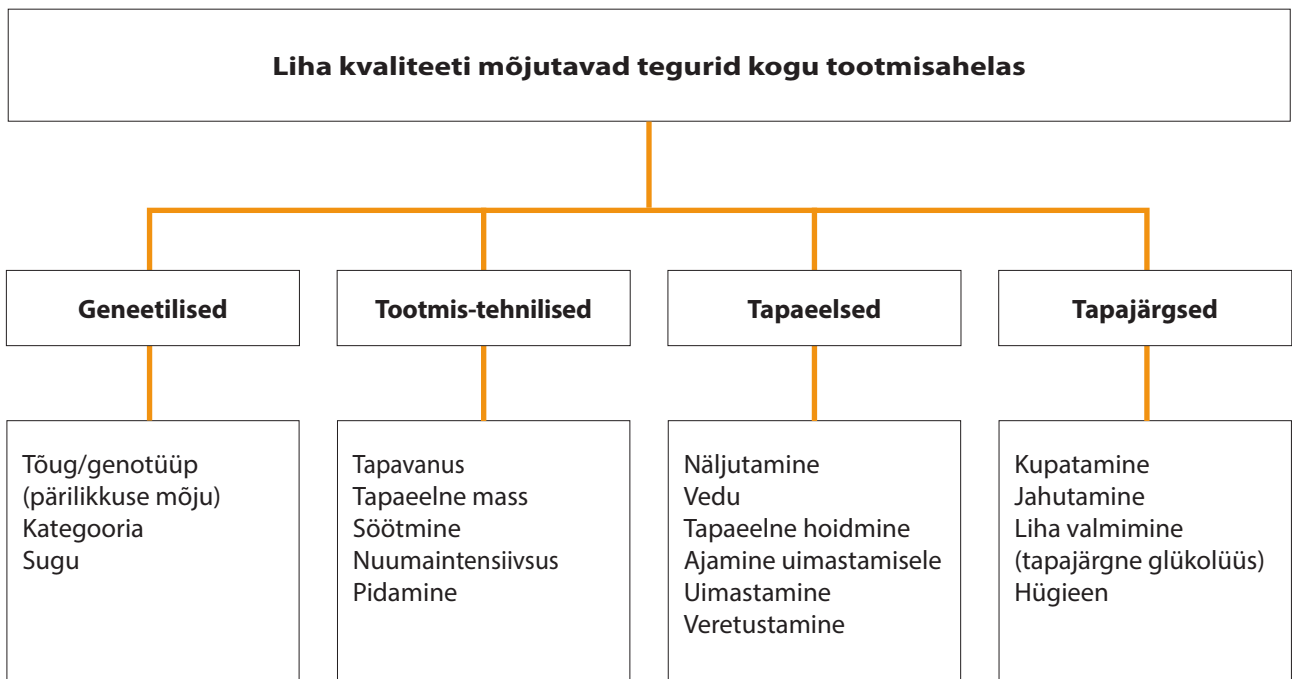 Liha kvaliteeti mõjutavad tegurid kogu tootmisahelas
Geneetilised
Tõug/genotüüp
(pärilikkuse mõju)
Kategooria
Sugu
Tootmis-tehnilised
Tapavanus
Tapaeelne mass
Söötmine
Nuumaintensiivsus
Pidamine
Tapaeelsed
Näljutamine
Vedu
Tapaeelne hoidmine
Ajamine uimastamisele
Uimastamine
Veretustamine
Tapajärgsed
Kupatamine
Jahutamine
Liha valmimine
(tapajärgne glükolüüs)
Hügieen